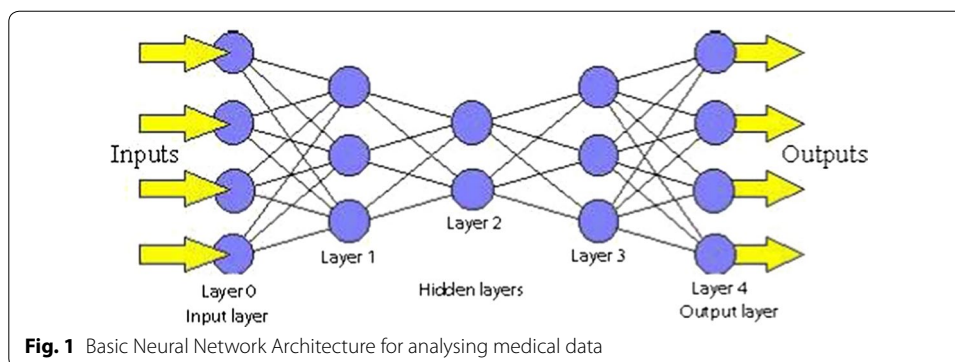 Inputs
Outputs
Layer 0
Input layer
Layer 1
Layer 2
Hidden layers
Layer 3
Layer 4
Output layer
Fig. 1 Basic Neural Network Architecture for analysing medical data